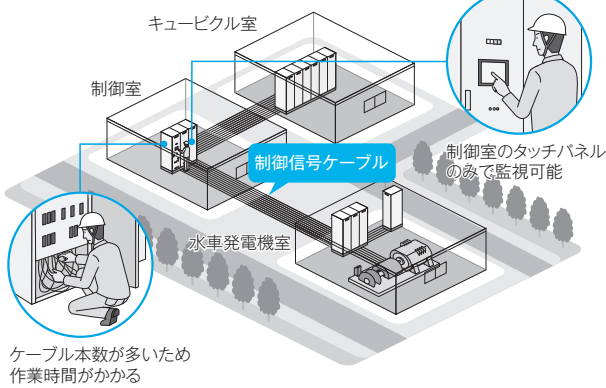 キュービクル室
制御室
制御信号ケーブル
制御室のタッチパネル
のみで監視可能
水車発電機室
ケーブル本数が多いため
作業時間がかかる